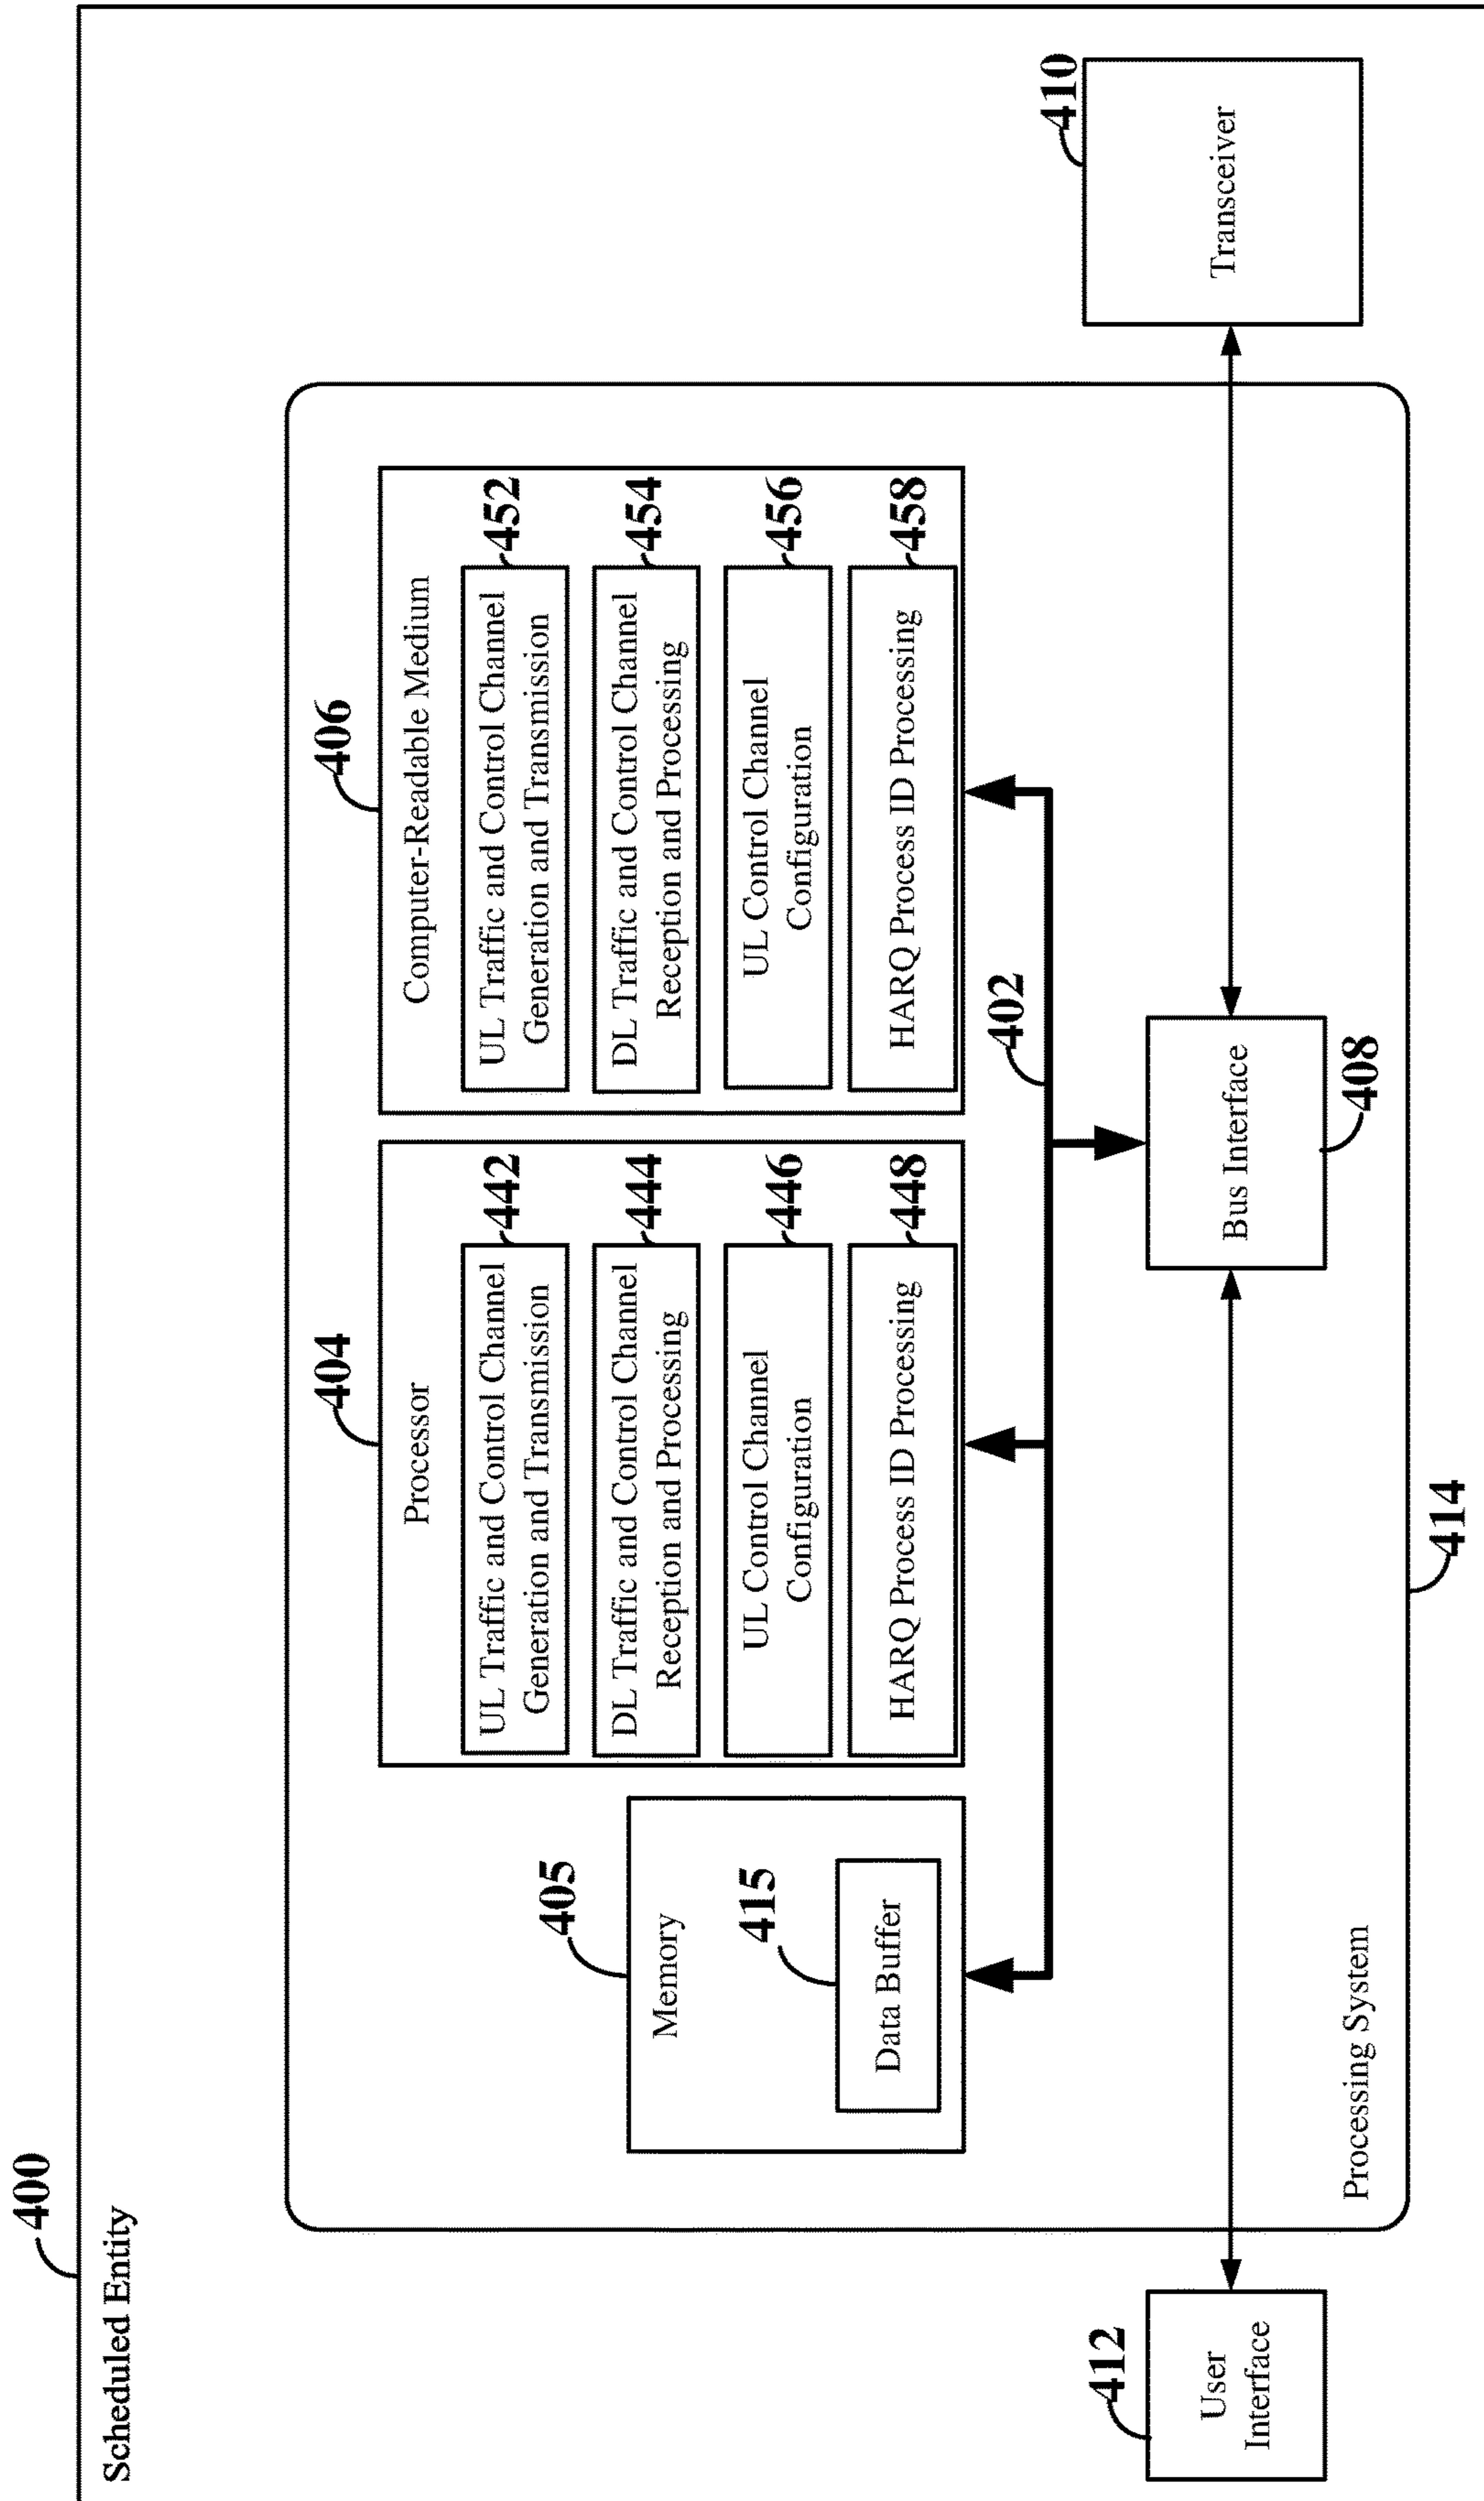 400
Scheduled Entity
404
406
Processor
Computer-Readable Medium
442
UL Traffic and Control Channel
Generation and Transmission
452
UL Traffic and Control Channel
Generation and Transmission
405
Memory
444
DL Traffic and Control Channel
Reception and Processing
454
DL Traffic and Control Channel
Reception and Processing
415
Data Buffer
446
UL Control Channel
Configuration
456
UL Control Channel
Configuration
448
HARQ Process ID Processing
458
HARQ Process ID Processing
402
410
412
User
Interface
Bus Interface
Transceiver
408
Processing System
414